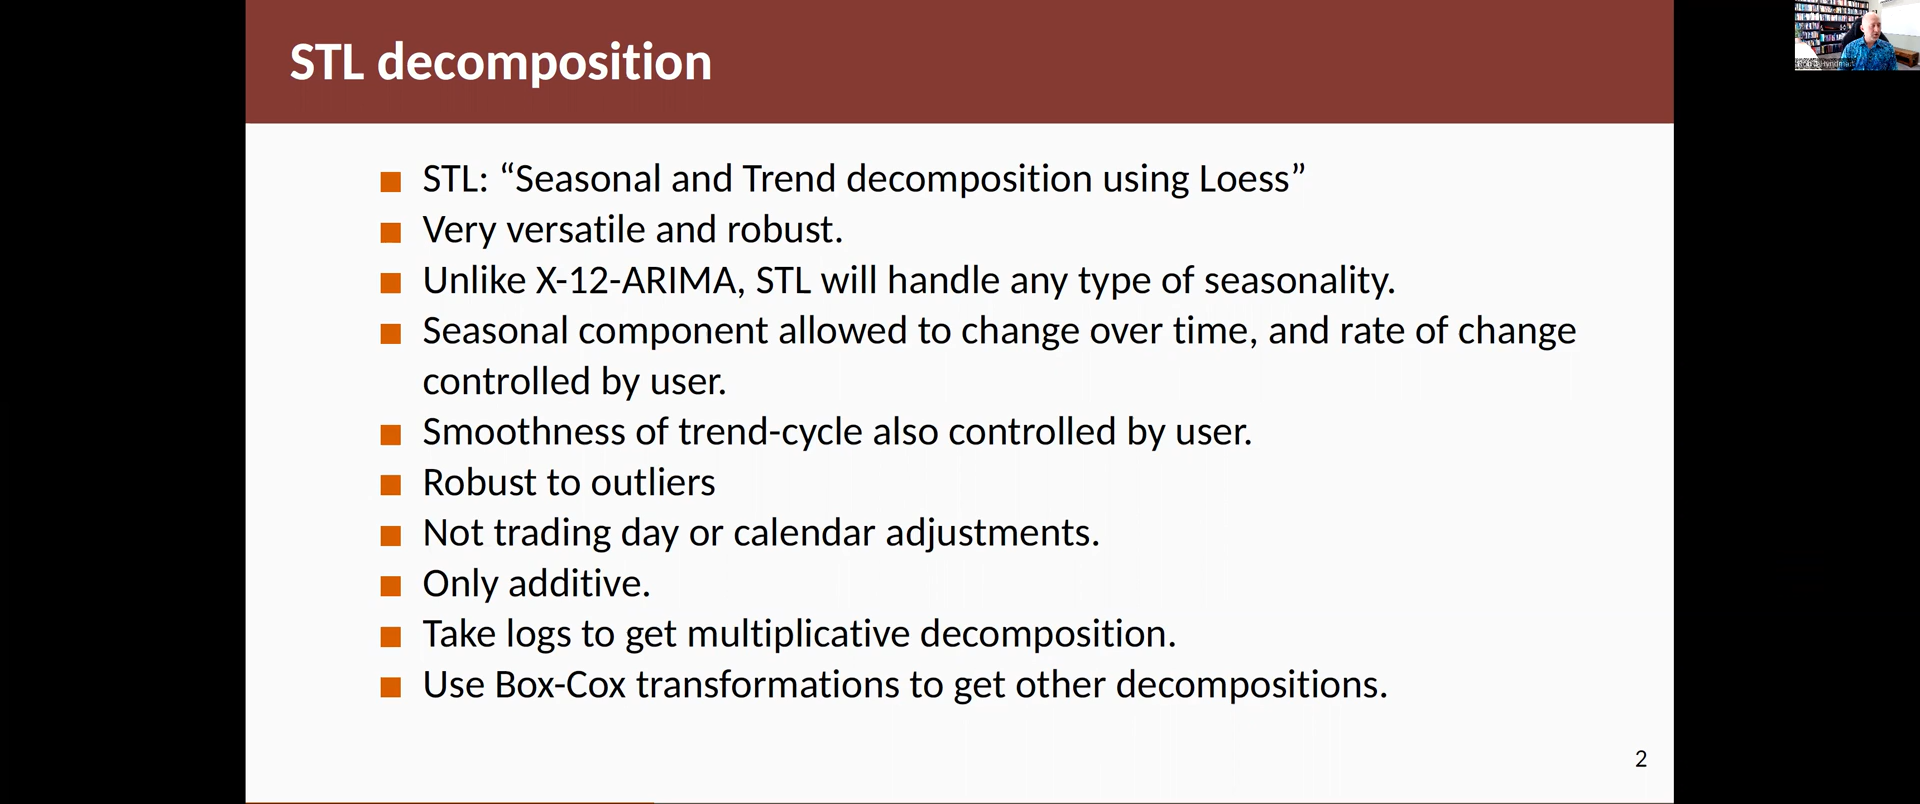 STL decomposition
STL: “Seasonal and Trend decomposition using Loess”
Very versatile and robust.
Unlike X-12-ARIMA, STL will handle any type of seasonality.
Seasonal component allowed to change over time, and rate of change
controlled by user.
Smoothness of trend-cycle also controlled by user.
Robust to outliers
Not trading day or calendar adjustments.
Only additive.
Take logs to get multiplicative decomposition.
Use Box-Cox transformations to get other decompositions.
2